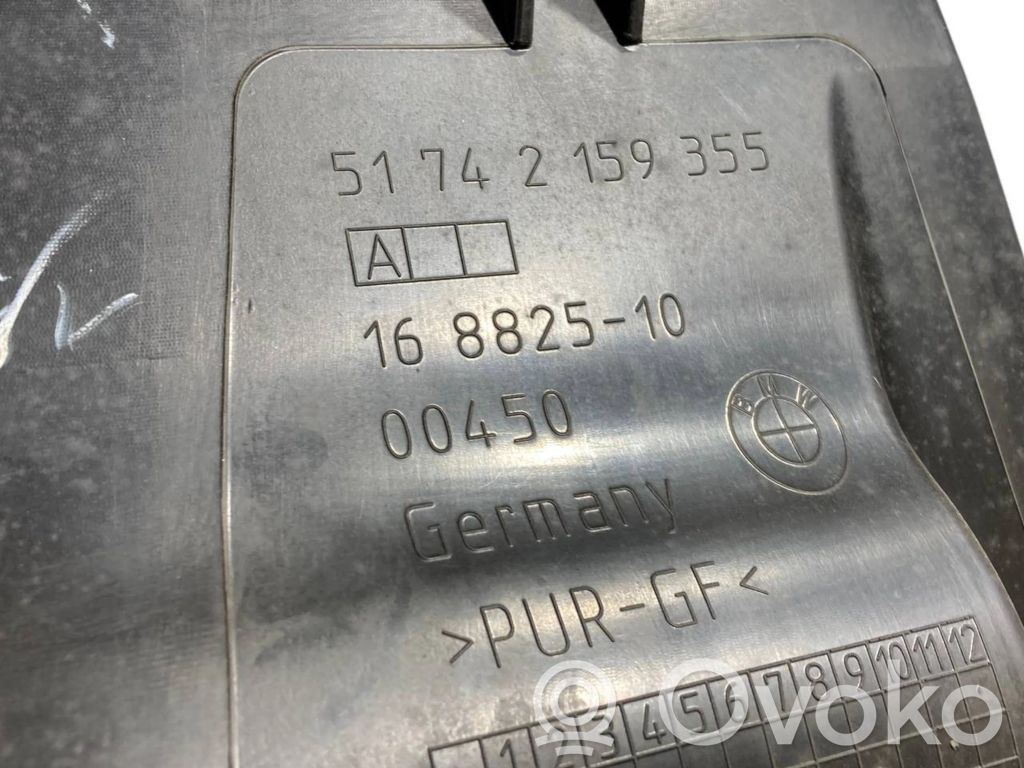 51 74 2 159 355
A
16 8825-10
00450
BMW
Germany
>PUR-GF<
1 3 4 5 6 7 8 9 10 11 12
Ovoko